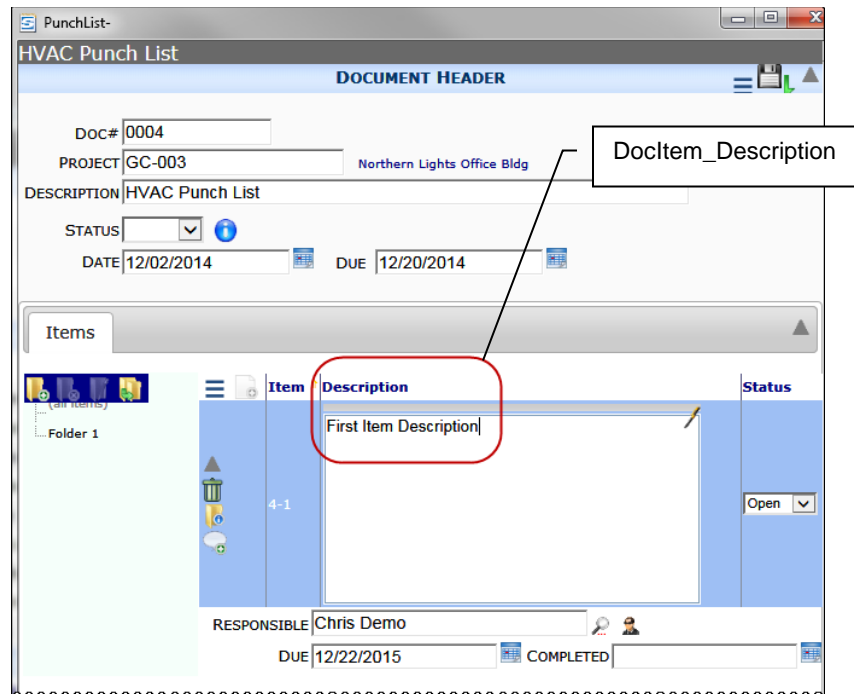 PunchList-
HVAC Punch List
DOCUMENT HEADER
DOC# 0004
PROJECT GC-003 Northern Lights Office Bldg
DocItem_Description
DESCRIPTION HVAC Punch List
STATUS
DATE 12/02/2014 DUE 12/20/2014
Items
Item Description Status
(all items)
Folder 1
First Item Description
4-1 Open
RESPONSIBLE Chris Demo
DUE 12/22/2015 COMPLETED